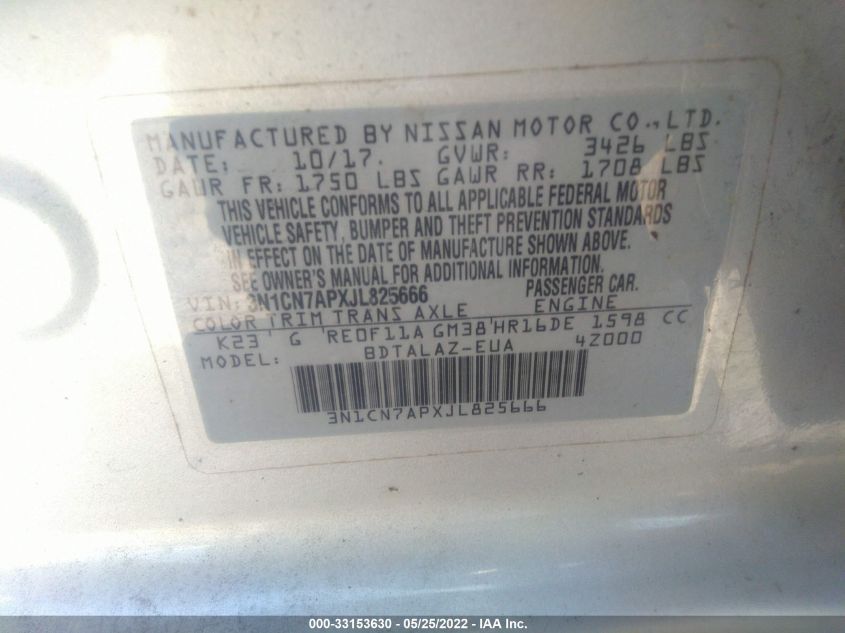 MANUFACTURED BY NISSAN MOTOR CO., LTD.
DATE: 10/17. GVWR: 3426 LBS
GAWR FR: 1750 LBS GAWR RR: 1708 LBS
THIS VEHICLE CONFORMS TO ALL APPLICABLE FEDERAL MOTOR
VEHICLE SAFETY, BUMPER AND THEFT PREVENTION STANDARDS
IN EFFECT ON THE DATE OF MANUFACTURE SHOWN ABOVE.
SEE OWNER'S MANUAL FOR ADDITIONAL INFORMATION
VIN: 3N1CN7APXJL825666 PASSENGER CAR.
COLOR TRIM TRANS AXLE ENGINE
K23 G RE0F11A GM38 HR16DE 1598 CC
MODEL: BDTALAZ-EUA 4Z000
3N1CN7APXJL825666
000-33153630 - 05/25/2022 - IAA Inc.